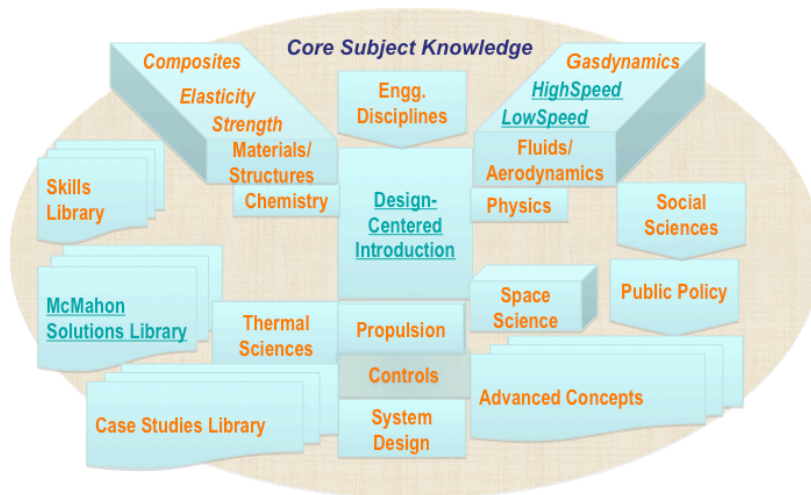 Core Subject Knowledge
Composites
Elasticity
Strength
Materials/
Structures
Chemistry
Engg.
Disciplines
Gasdynamics
HighSpeed
LowSpeed
Fluids/
Aerodynamics
Physics
Skills
Library
Design-
Centered
Introduction
Social
Sciences
McMahon
Solutions Library
Thermal
Sciences
Propulsion
Space
Science
Public Policy
Controls
Case Studies Library
System
Design
Advanced Concepts